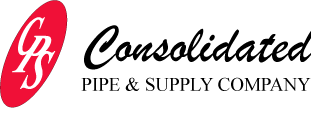 CPS
Consolidated
PIPE & SUPPLY COMPANY